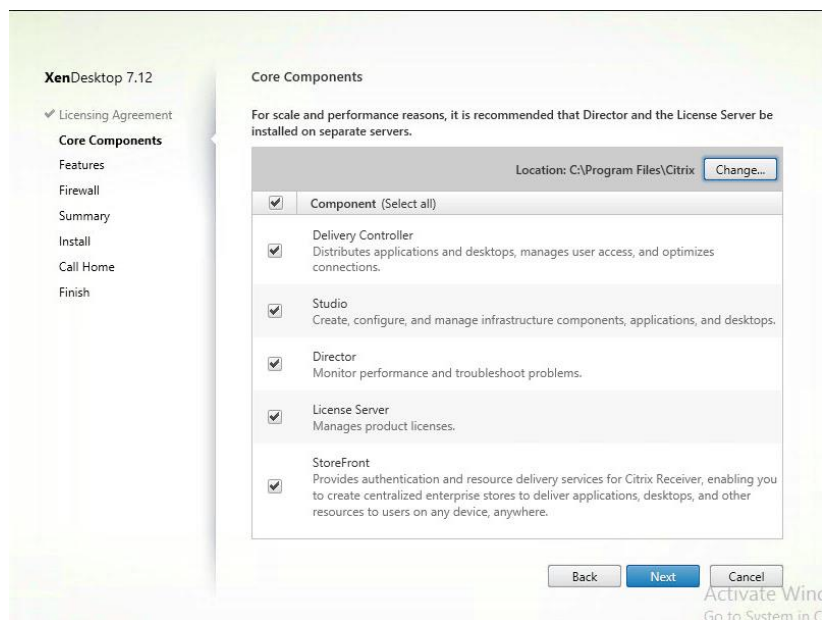 XenDesktop 7.12
Licensing Agreement
Core Components
Features
Firewall
Summary
Install
Call Home
Finish
Core Components
For scale and performance reasons, it is recommended that Director and the License Server be
installed on separate servers.
Location: C:\Program Files\Citrix
Change...
Component (Select all)
Delivery Controller
Distributes applications and desktops, manages user access, and optimizes
connections.
Studio
Create, configure, and manage infrastructure components, applications, and desktops.
Director
Monitor performance and troubleshoot problems.
License Server
Manages product licenses.
StoreFront
Provides authentication and resource delivery services for Citrix Receiver, enabling you
to create centralized enterprise stores to deliver applications, desktops, and other
resources to users on any device, anywhere.
Back Next Cancel
Activate Wind
Go to System in C